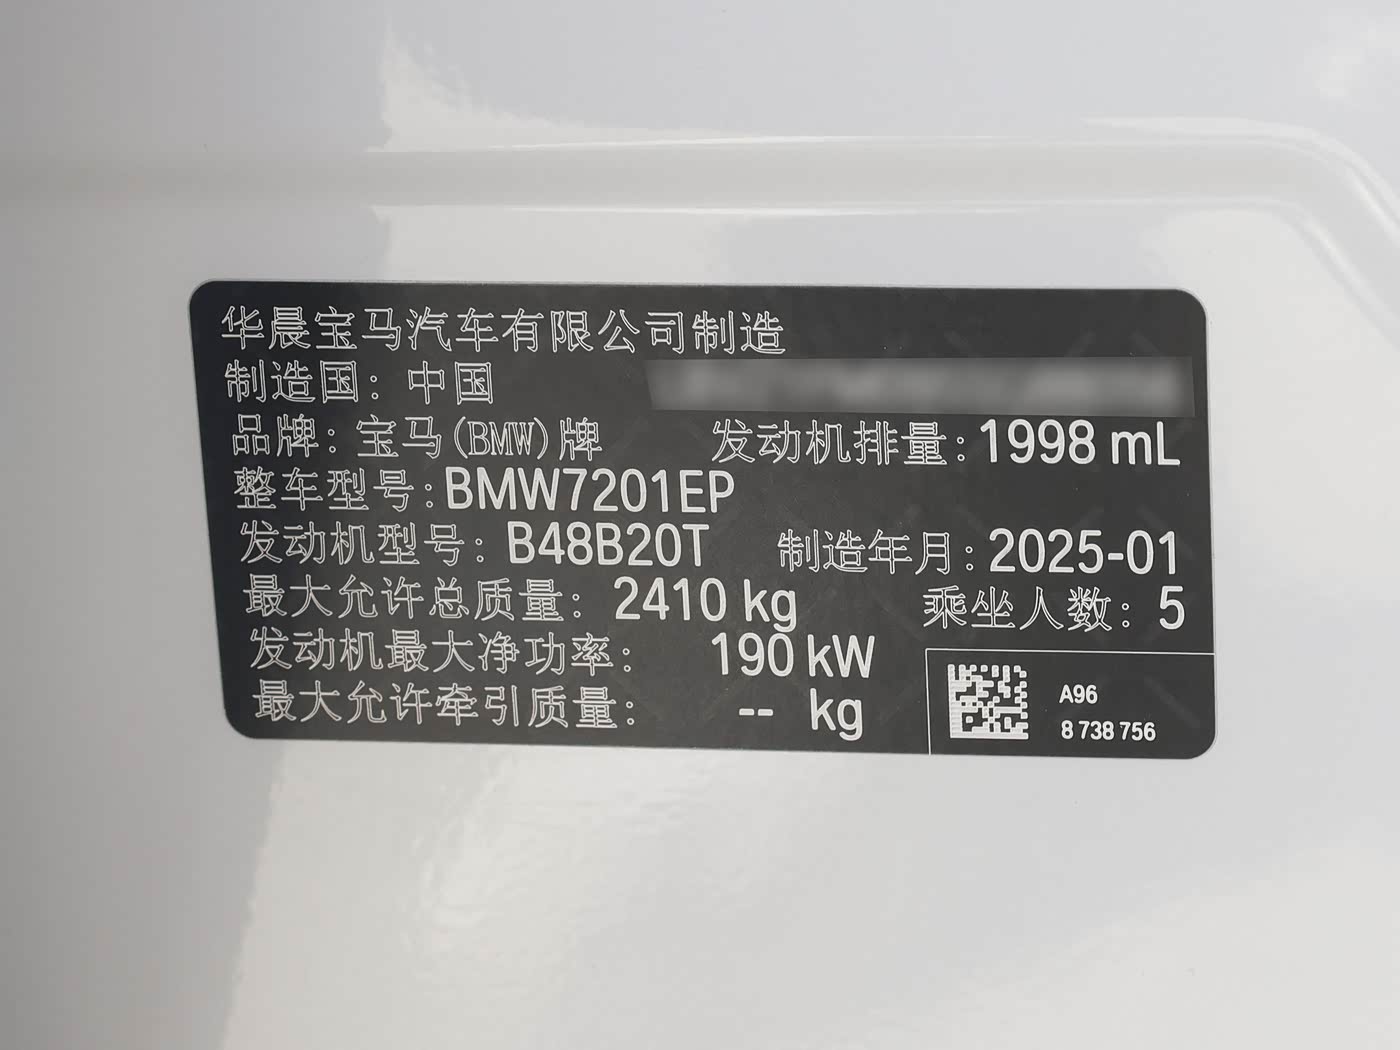 华晨宝马汽车有限公司制造
制造国：中国
品牌：宝马(BMW)牌 发动机排量：1998 mL
整车型号：BMW7201EP
发动机型号：B48B20T 制造年月：2025-01
最大允许总质量：2410 kg 乘坐人数：5
发动机最大净功率：190 kW
最大允许牵引质量：-- kg
A96
8 738 756